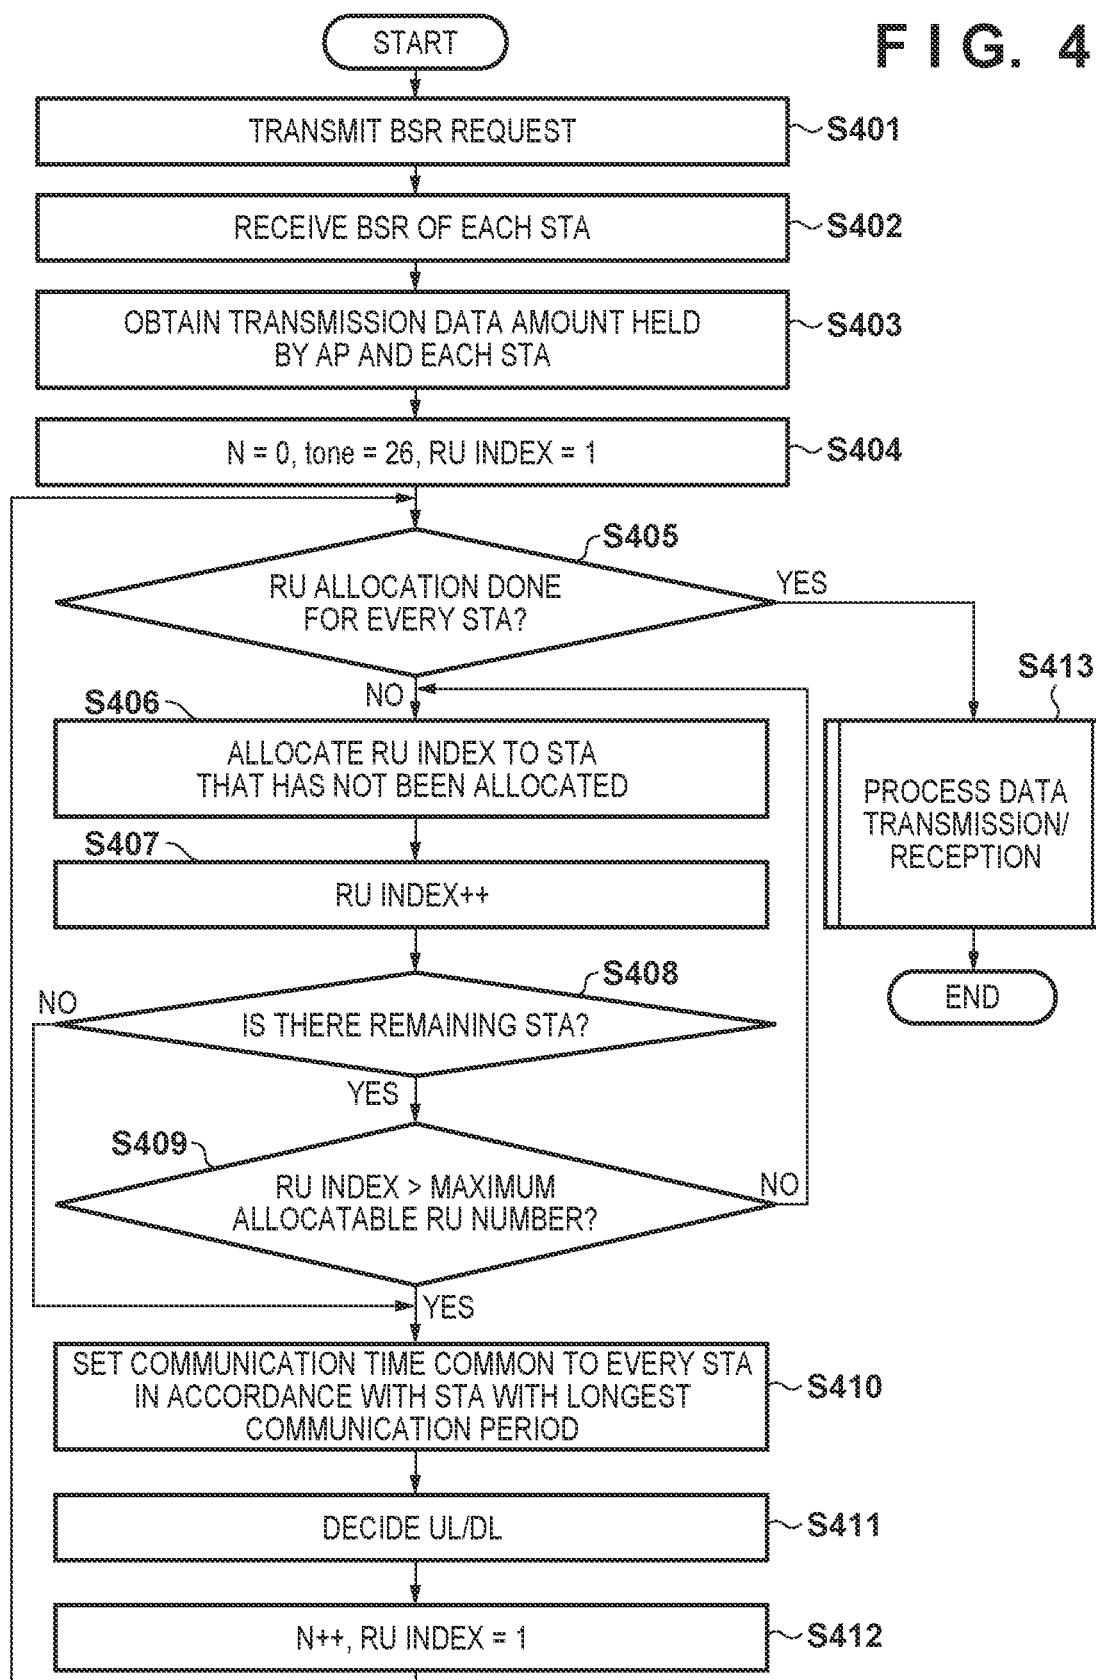 FIG. 4
START
TRANSMIT BSR REQUEST
S401
RECEIVE BSR OF EACH STA
S402
OBTAIN TRANSMISSION DATA AMOUNT HELD
BY AP AND EACH STA
S403
N = 0, tone = 26, RU INDEX = 1
S404
S405
RU ALLOCATION DONE
FOR EVERY STA?
YES
NO
S413
S406
ALLOCATE RU INDEX TO STA
THAT HAS NOT BEEN ALLOCATED
PROCESS DATA
TRANSMISSION/
RECEPTION
S407
RU INDEX++
S408
NO
IS THERE REMAINING STA?
END
YES
S409
RU INDEX > MAXIMUM
ALLOCATABLE RU NUMBER?
NO
YES
SET COMMUNICATION TIME COMMON TO EVERY STA
IN ACCORDANCE WITH STA WITH LONGEST
COMMUNICATION PERIOD
S410
DECIDE UL/DL
S411
N++, RU INDEX = 1
S412